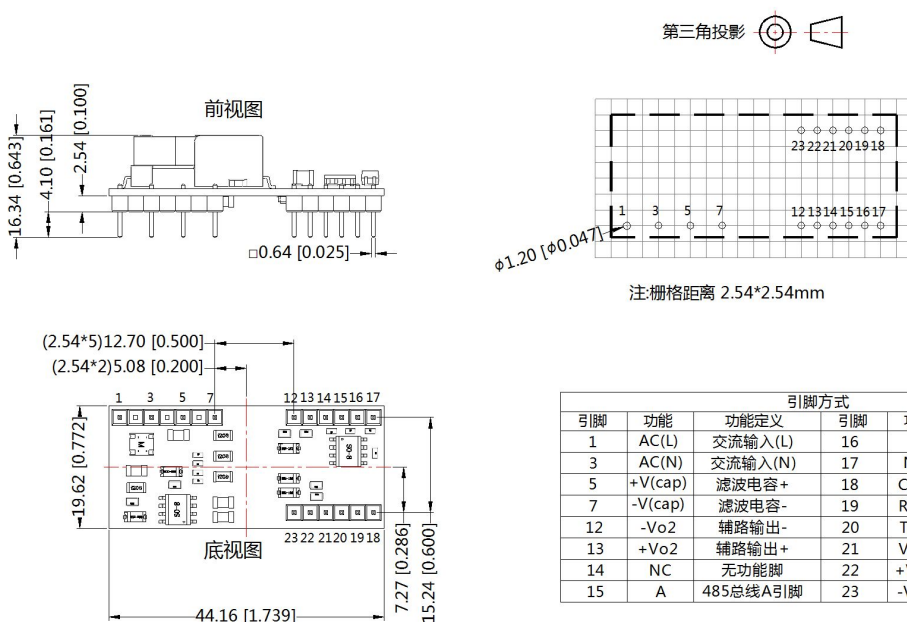 第三角投影
前视图
16.34 [0.643]
4.10 [0.161]
2.54 [0.100]
□0.64 [0.025]
23 22 21 20 19 18
1 3 5 7 12 13 14 15 16 17
φ1.20 [φ0.047]
注:栅格距离 2.54*2.54mm
(2.54*5)12.70 [0.500]
(2.54*2)5.08 [0.200]
1 3 5 7 12 13 14 15 16 17
19.62 [0.772]
SO-8
SO-8
23 22 21 20 19 18
底视图
7.27 [0.286]
15.24 [0.600]
44.16 [1.739]
引脚方式
引脚 功能 功能定义 引脚
1 AC(L) 交流输入(L) 16
3 AC(N) 交流输入(N) 17
5 +V(cap) 滤波电容+ 18
7 -V(cap) 滤波电容- 19
12 -Vo2 辅路输出- 20
13 +Vo2 辅路输出+ 21
14 NC 无功能脚 22
15 A 485总线A引脚 23